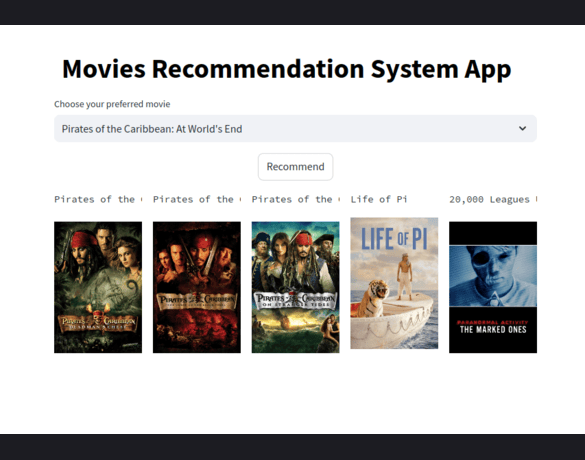 Movies Recommendation System App
Choose your preferred movie
Pirates of the Caribbean: At World's End
Recommend
Pirates of the Pirates of the Pirates of the Life of Pi 20,000 Leagues
PIRATES of the CARIBBEAN
DEAD MAN'S CHEST
PIRATES of the CARIBBEAN
PIRATES of the CARIBBEAN
ON STRANGER TIDES
LIFE OF PI
PARANORMAL ACTIVITY
THE MARKED ONES